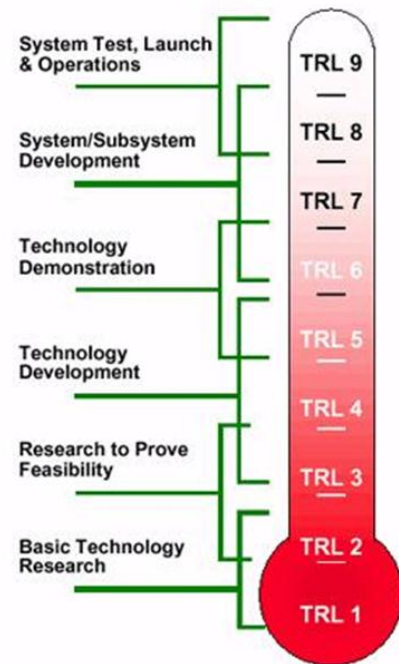 System Test, Launch
& Operations
System/Subsystem
Development
Technology
Demonstration
Technology
Development
Research to Prove
Feasibility
Basic Technology
Research
TRL 9
TRL 8
TRL 7
TRL 6
TRL 5
TRL 4
TRL 3
TRL 2
TRL 1